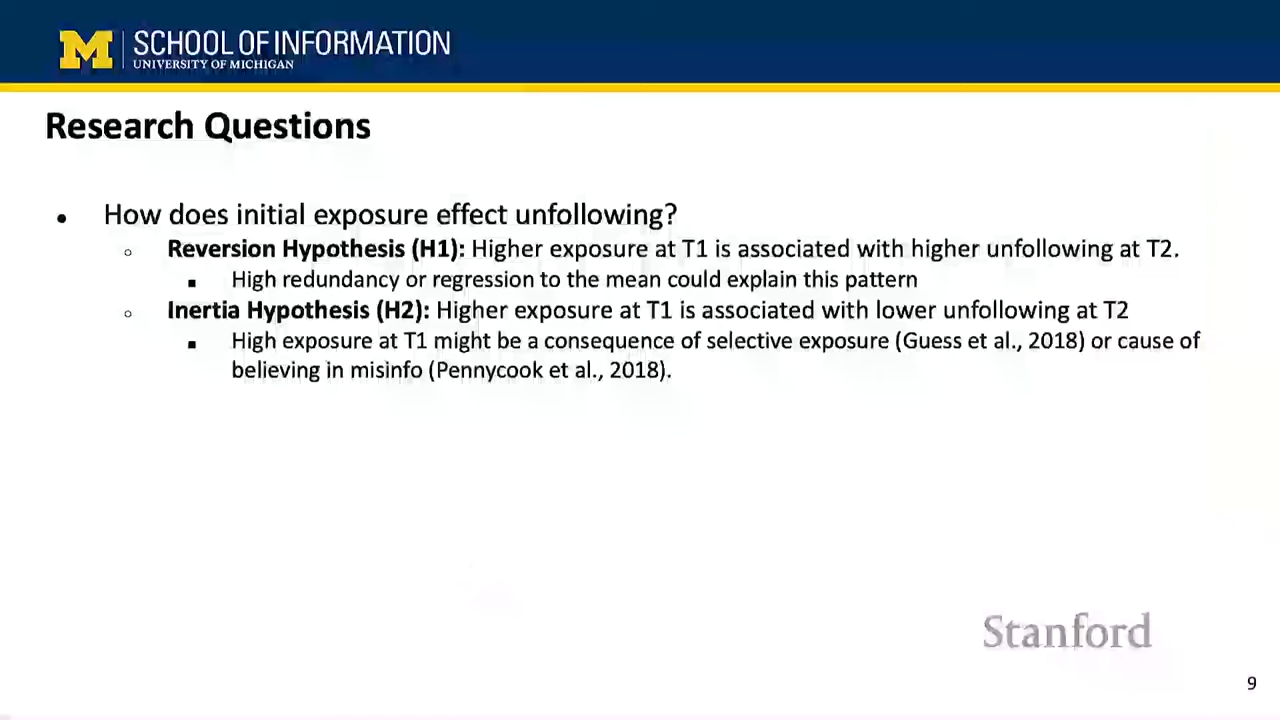 M | SCHOOL OF INFORMATION
UNIVERSITY OF MICHIGAN
Research Questions
● How does initial exposure effect unfollowing?
○ Reversion Hypothesis (H1): Higher exposure at T1 is associated with higher unfollowing at T2.
■ High redundancy or regression to the mean could explain this pattern
○ Inertia Hypothesis (H2): Higher exposure at T1 is associated with lower unfollowing at T2
■ High exposure at T1 might be a consequence of selective exposure (Guess et al., 2018) or cause of
believing in misinfo (Pennycook et al., 2018).
Stanford
9